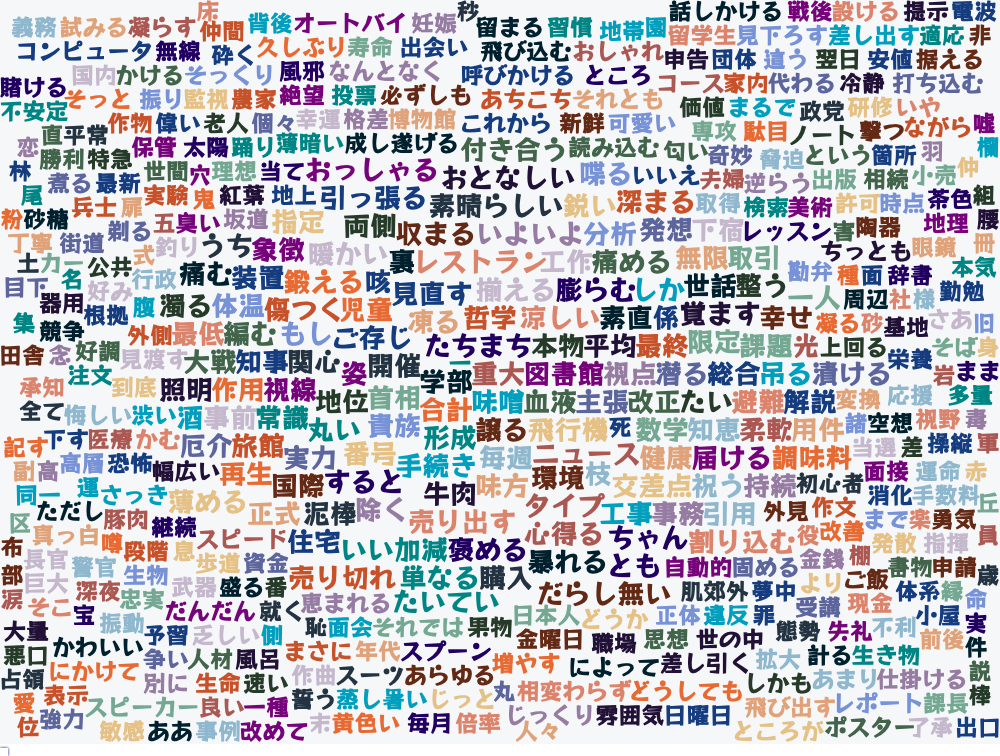 床 秒
義務 試みる 凝らす 仲間 背後 オートバイ 妊娠 留まる 習慣 地帯 園 話しかける 戦後 設ける 提示 電波
コンピュータ 無線 砕く 久しぶり 寿命 出会い 飛び込む おしゃれ 留学生 見下ろす 差し出す 適応 非
賭ける 国内 かける そっくり 風邪 なんとなく 呼びかける ところ 申告 団体 違う 翌日 安値 据える
不安定 そっと 振り 監視 農家 絶望 投票 必ずしも あちこち それとも コース 家内 代わる 冷静 打ち込む
作物 偉い 老人 個々 幸運 格差 博物館 これから 新鮮 可愛い 価値 まるで 政党 研修 いや
恋 直 平常 保管 太陽 踊り 薄暗い 成し遂げる 付き合う 読み込む 匂い 専攻 駄目 ノート 撃つ ながら 嘘
林 勝利 特急 世間 穴 理想 当て おっしゃる おとなしい 喋る いいえ 奇妙 脅迫 という 箇所 羽 欄
尾 煮る 最新 実験 鬼 紅葉 地上 引っ張る 素晴らしい 鋭い 深まる 夫婦 逆らう 出版 相続 小売 仲
粉 砂糖 兵士 扉 五 臭い 坂道 指定 両側 収まる いよいよ 分析 発想 下宿 取得 検索 美術 許可 時点 茶色 組
丁寧 街道 剃る 式 釣り うち 象徴 暖かい 裏 レストラン 工作 痛める 無限 取引 レッスン 害 陶器 地理 腰
土 カー 公共 行政 痛む 装置 鍛える 咳 見直す 揃える 膨らむ しか 世話 整う ちっとも 眼鏡 冊
目下 名 好み 腹 濁る 体温 傷つく 児童 凍る 哲学 涼しい 素直 係 覚ます 幸せ 勘弁 種 面 辞書 本気
器用 根拠 外側 最低 編む もし ご存じ たちまち 本物 平均 最終 限定 課題 光 一人 周辺 社 様 勤勉
集 競争 好調 見渡す 大戦 知事 関心 姿 開催 二 重大 図書館 視点 潜る 総合 吊る 漬ける 凝る 砂 基地 さあ 旧
田舎 念 注文 到底 照明 作用 視線 地位 首相 学部 味噌 血液 主張 改正 たい 避難 解説 上回る 栄養 そば 身
承知 悔しい 渋い 酒 事前 常識 丸い 貴族 合計 譲る 飛行機 死 数学 知恵 柔軟 用件 変換 応援 岩 まま
全て 下す 医療 かむ 厄介 旅館 実力 番号 形成 毎週 ニュース 健康 届ける 調味料 諸 空想 視野 多量 毒
記す 高層 恐怖 幅広い 再生 国際 すると 手続き 味方 環境 枝 交差点 祝う 持続 初心者 当選 差 操縦 軍
副 高 運 さっき 薄める 正式 泥棒 除く 牛肉 売り出す タイプ 工事 事務 引用 外見 作文 面接 運命 赤
同一 ただし 豚肉 継続 スピード 住宅 いい加減 褒める 心得る ちゃん 割り込む 役 改善 消化 手数料 丘
区 真っ白 噂 段階 息 歩道 資金 売り切れ 単なる 購入 暴れる とも 自動的 固める 金銭 棚 まで 楽 勇気 員
布 長官 警官 生物 武器 盛る 番 恵まれる たいてい だらし無い 肌 郊外 夢中 より ご飯 発散 指揮 書物 申請 歳
部 巨大 深夜 忠実 だんだん 就く 恥 面会 それでは 果物 日本人 どうか 正体 違反 罪 受講 現金 体系 縁 命
涙 そこ 宝 振動 予習 乏しい 側 まさに 年代 スプーン 金曜日 職場 思想 世の中 態勢 失礼 不利 小屋 実
大量 かわいい 争い 人材 風呂 作曲 スーツ あらゆる 増やす によって 差し引く 拡大 計る 生き物 前後 件
悪口 にかけて 別に 生命 速い 誓う 蒸し暑い じっと 丸 相変わらず どうしても しかも あまり 仕掛ける 説
占領 表示 スピーカー 良い 一種 末 黄色い 毎月 倍率 じっくり 雰囲気 日曜日 飛び出す レポート 課長 棒
愛 強力 敏感 ああ 事例 改めて 人々 ところが ポスター 了承 出口
位